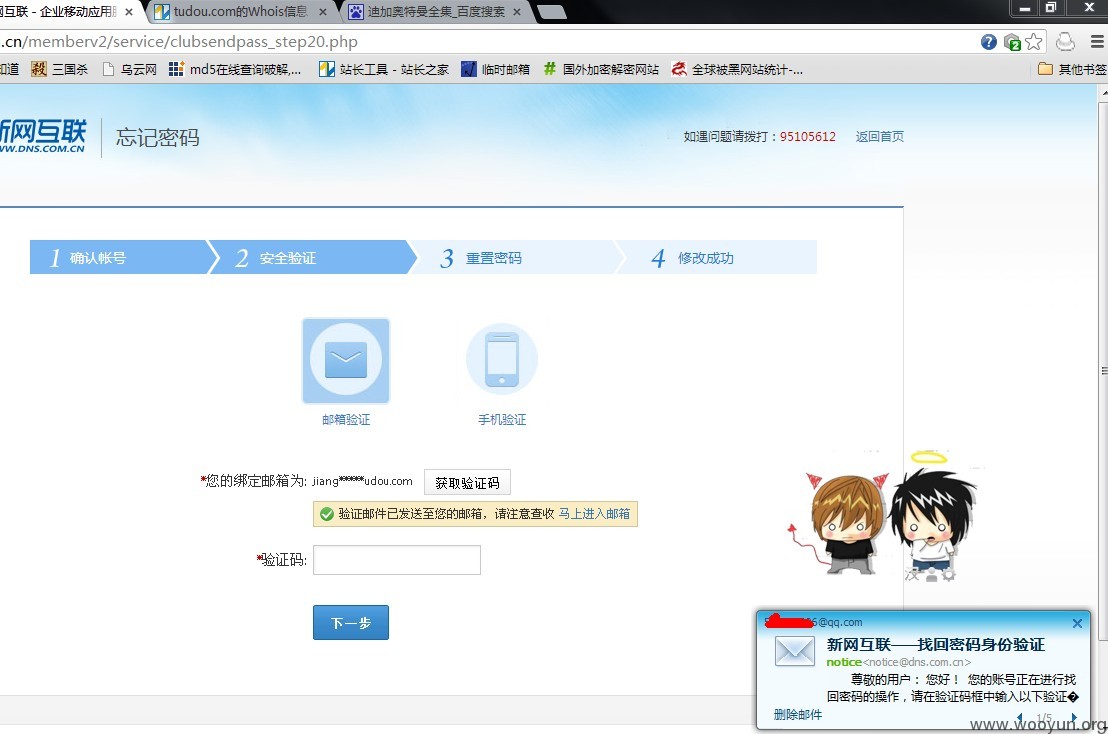 网互联 - 企业移动应用 tudou.com的Whois信息 迪加奥特曼全集_百度搜索
.cn/memberv2/service/clubsendpass_step20.php
知道 三国杀 乌云网 md5在线查询破解,... 站长工具 - 站长之家 临时邮箱 国外加密解密网站 全球被黑网站统计-... 其他书签
新网互联
WW.DNS.COM.CN
忘记密码
如遇问题请拨打：95105612 返回首页
1 确认帐号 2 安全验证 3 重置密码 4 修改成功
邮箱验证 手机验证
*您的绑定邮箱为: jiang*****udou.com 获取验证码
验证邮件已发送至您的邮箱，请注意查收 马上进入邮箱
*验证码:
下一步
6@qq.com
新网互联——找回密码身份验证
notice<notice@dns.com.cn>
尊敬的用户： 您好！ 您的账号正在进行找
回密码的操作，请在验证码框中输入以下验证�
删除邮件 1/5
www.wooyun.org